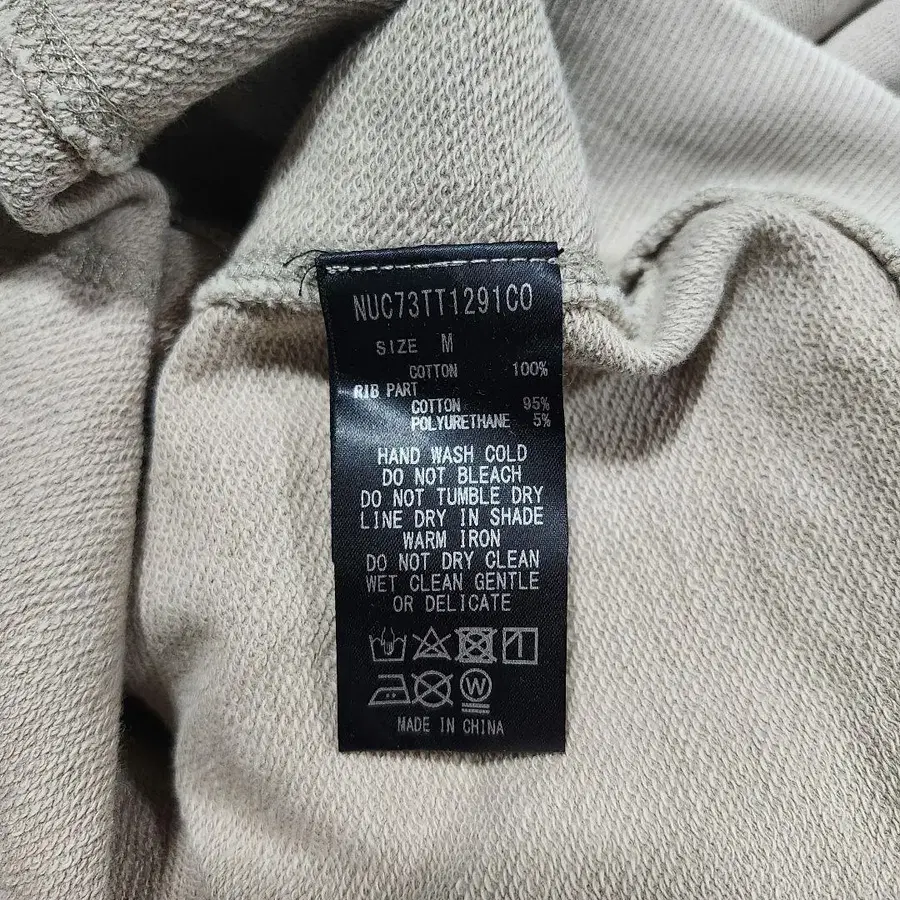 NUC73TT1291CO
SIZE M
COTTON 100%
RIB PART
COTTON 95%
POLYURETHANE 5%
HAND WASH COLD
DO NOT BLEACH
DO NOT TUMBLE DRY
LINE DRY IN SHADE
WARM IRON
DO NOT DRY CLEAN
WET CLEAN GENTLE
OR DELICATE
W
MADE IN CHINA